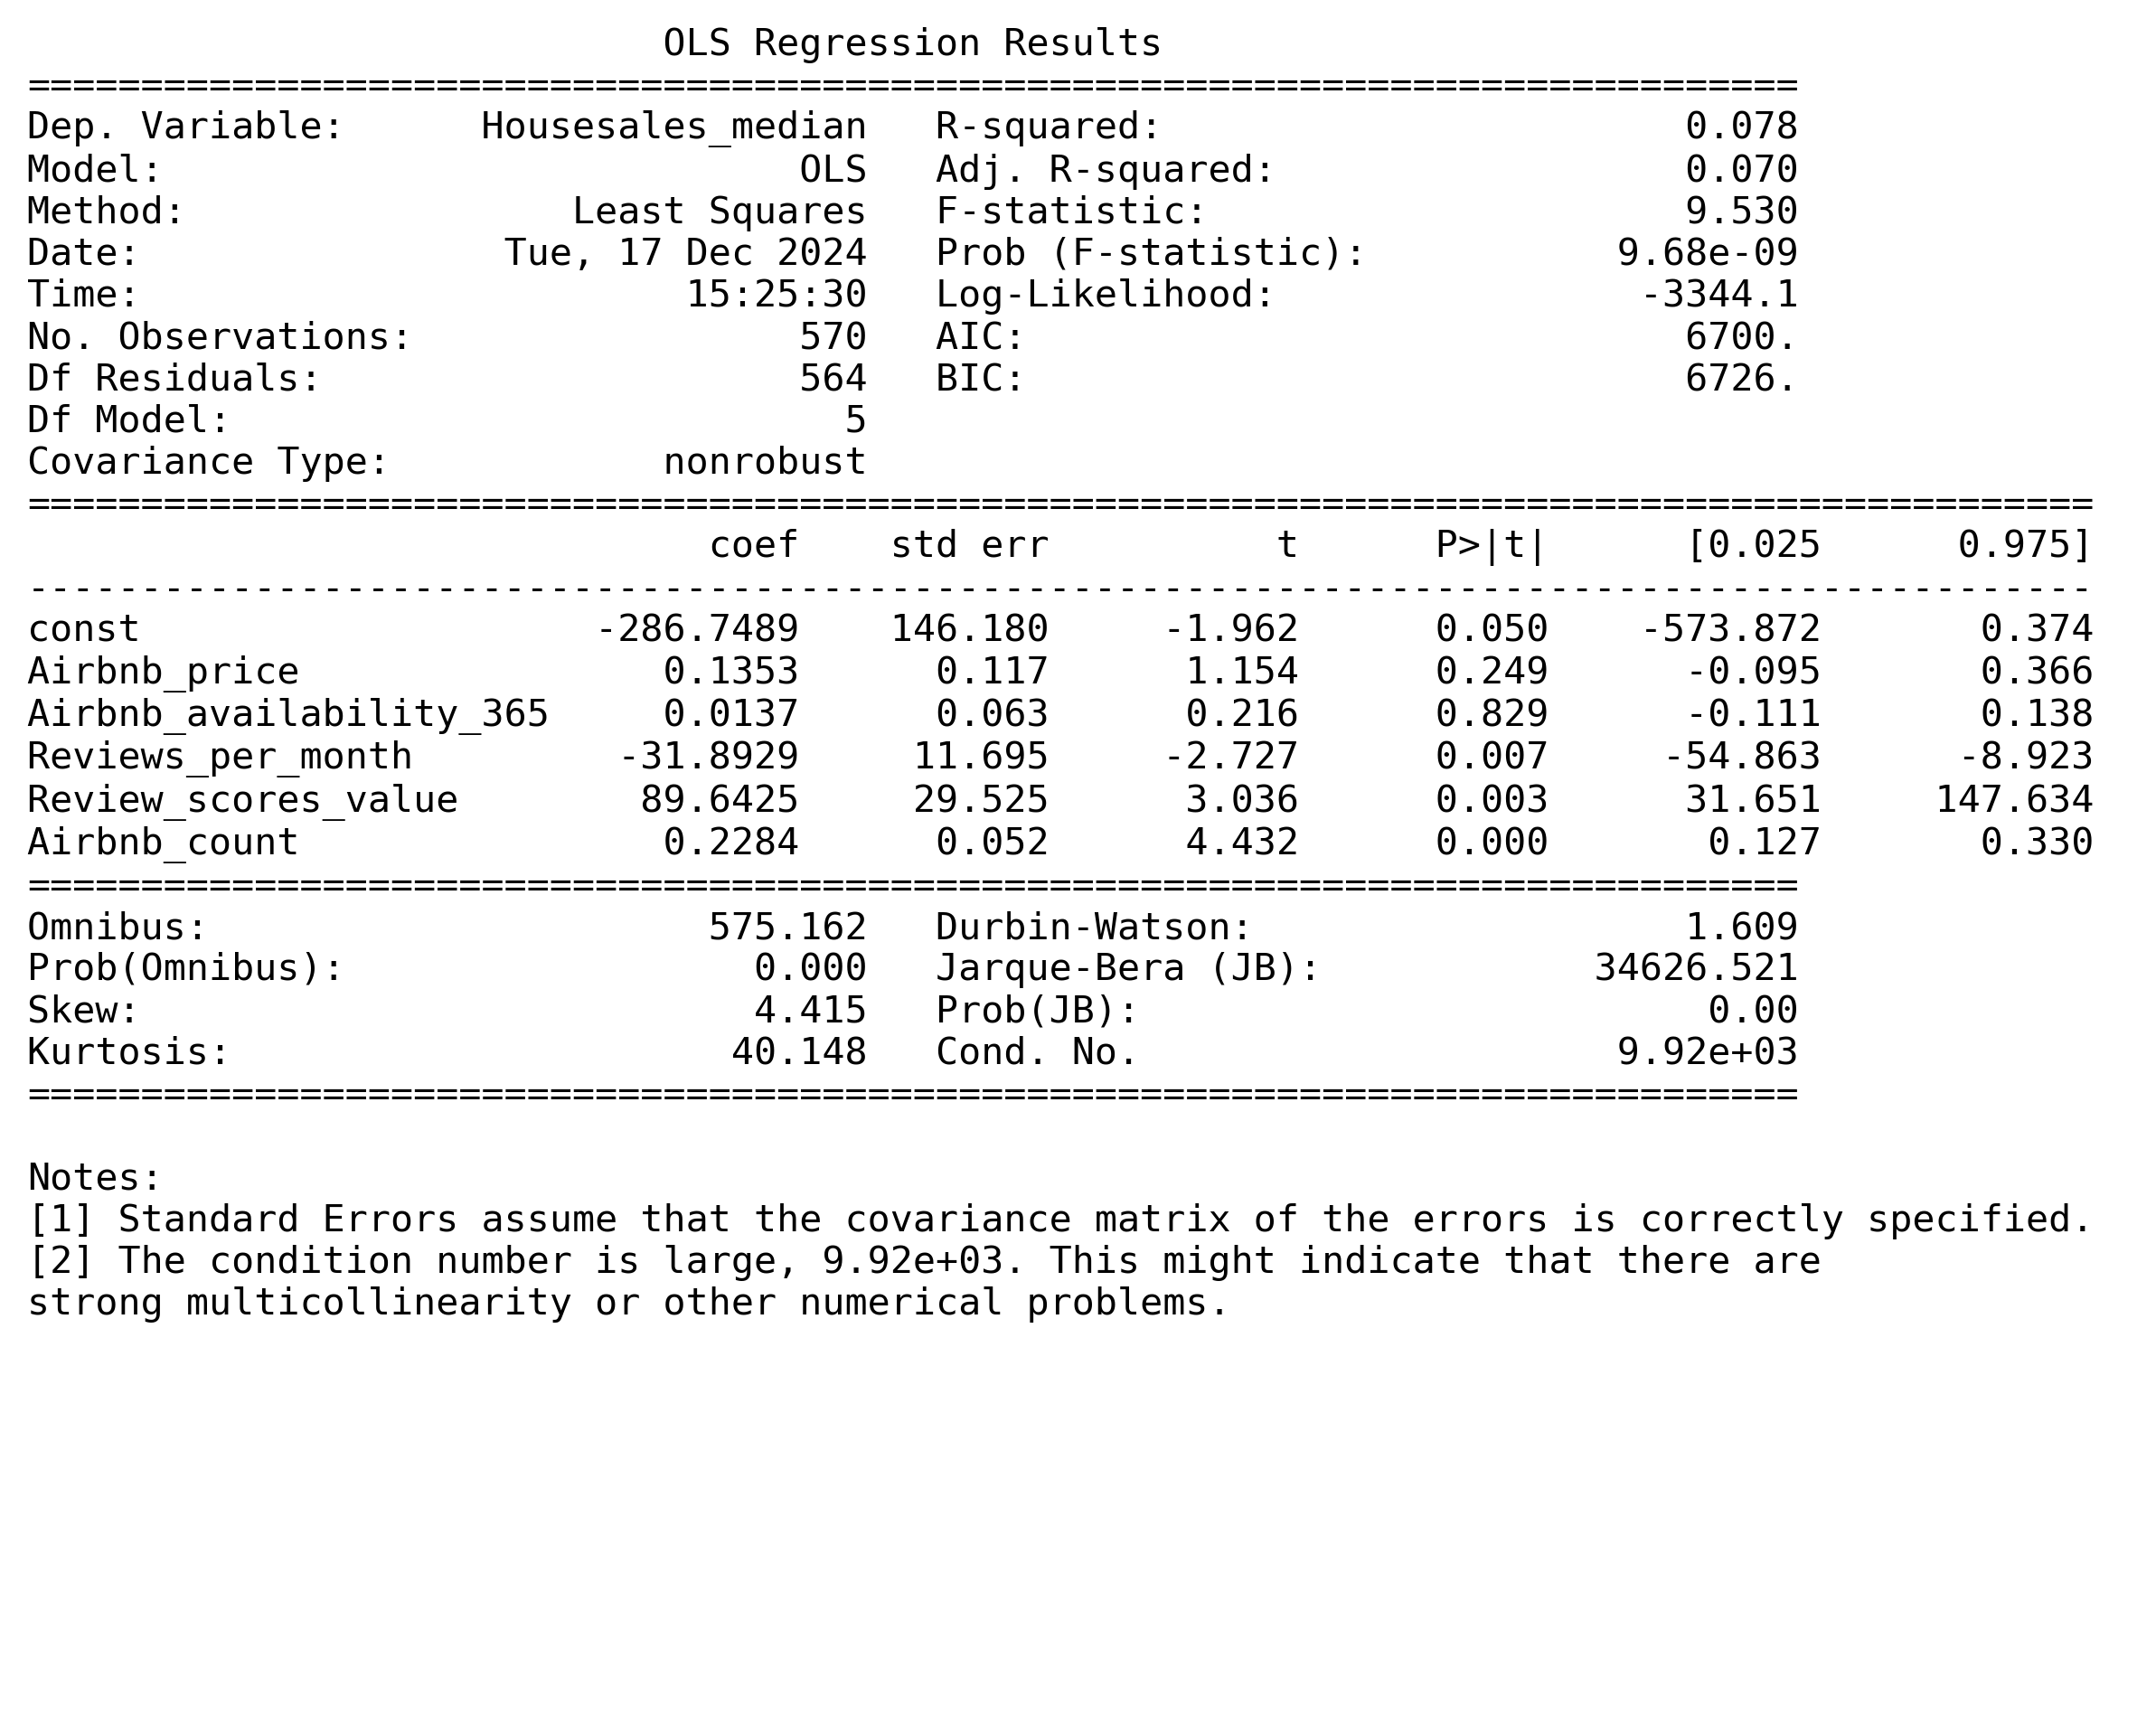 OLS Regression Results
==============================================================================
Dep. Variable:      Housesales_median   R-squared:                       0.078
Model:                            OLS   Adj. R-squared:                  0.070
Method:                 Least Squares   F-statistic:                     9.530
Date:                Tue, 17 Dec 2024   Prob (F-statistic):           9.68e-09
Time:                        15:25:30   Log-Likelihood:                -3344.1
No. Observations:                 570   AIC:                             6700.
Df Residuals:                     564   BIC:                             6726.
Df Model:                           5
Covariance Type:            nonrobust
===========================================================================================
                              coef    std err          t      P>|t|      [0.025      0.975]
-------------------------------------------------------------------------------------------
const                    -286.7489    146.180     -1.962      0.050    -573.872       0.374
Airbnb_price                0.1353      0.117      1.154      0.249      -0.095       0.366
Airbnb_availability_365     0.0137      0.063      0.216      0.829      -0.111       0.138
Reviews_per_month         -31.8929     11.695     -2.727      0.007     -54.863      -8.923
Review_scores_value        89.6425     29.525      3.036      0.003      31.651     147.634
Airbnb_count                0.2284      0.052      4.432      0.000       0.127       0.330
==============================================================================
Omnibus:                      575.162   Durbin-Watson:                   1.609
Prob(Omnibus):                  0.000   Jarque-Bera (JB):            34626.521
Skew:                           4.415   Prob(JB):                         0.00
Kurtosis:                      40.148   Cond. No.                     9.92e+03
==============================================================================
Notes:
[1] Standard Errors assume that the covariance matrix of the errors is correctly specified.
[2] The condition number is large, 9.92e+03. This might indicate that there are
strong multicollinearity or other numerical problems.